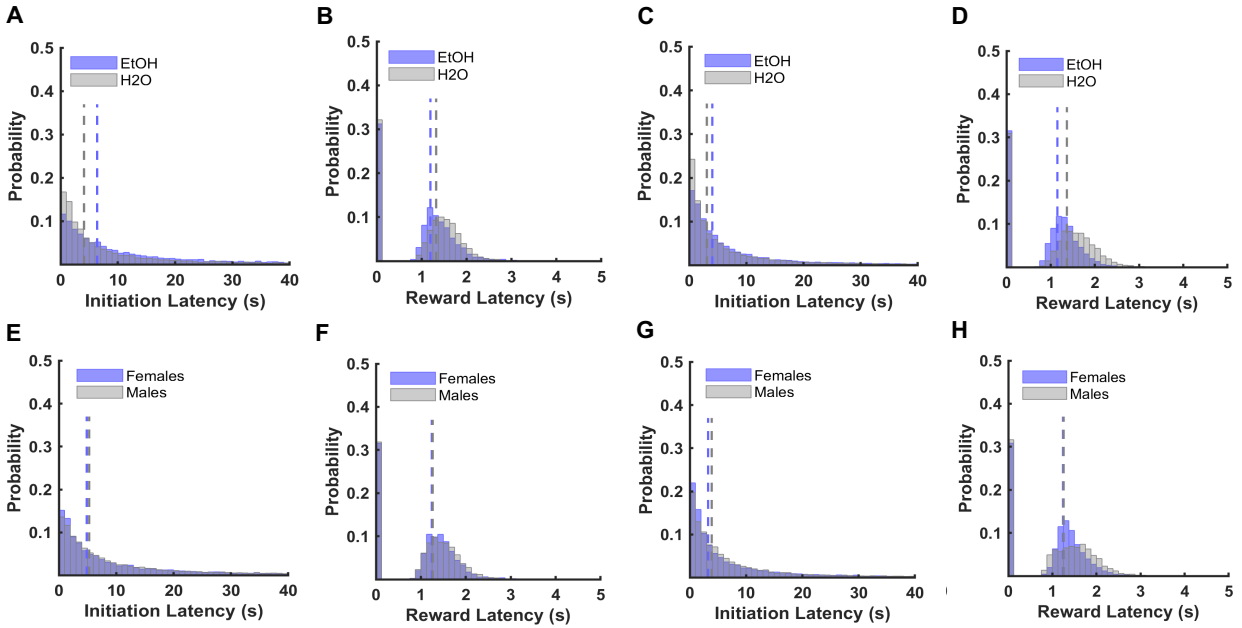 A
0.5
0.4
0.3
0.2
0.1
0 10 20 30 40
Probability
Initiation Latency (s)
EtOH
H2O
B
0.5
0.4
0.3
0.2
0.1
0 1 2 3 4 5
Probability
Reward Latency (s)
EtOH
H2O
C
0.5
0.4
0.3
0.2
0.1
0 10 20 30 40
Probability
Initiation Latency (s)
EtOH
H2O
D
0.5
0.4
0.3
0.2
0.1
0 1 2 3 4 5
Probability
Reward Latency (s)
EtOH
H2O
E
0.5
0.4
0.3
0.2
0.1
0 10 20 30 40
Probability
Initiation Latency (s)
Females
Males
F
0.5
0.4
0.3
0.2
0.1
0 1 2 3 4 5
Probability
Reward Latency (s)
Females
Males
G
0.5
0.4
0.3
0.2
0.1
0 10 20 30 40
Probability
Initiation Latency (s)
Females
Males
H
0.5
0.4
0.3
0.2
0.1
0 1 2 3 4 5
Probability
Reward Latency (s)
Females
Males